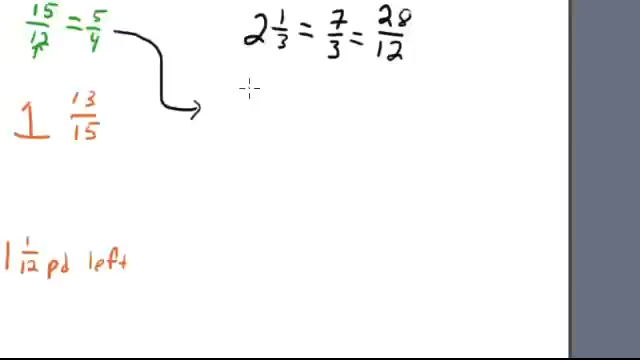 15/12 = 5/4
2 1/3 = 7/3 = 28/12
1 13/15
1 1/12 pd left